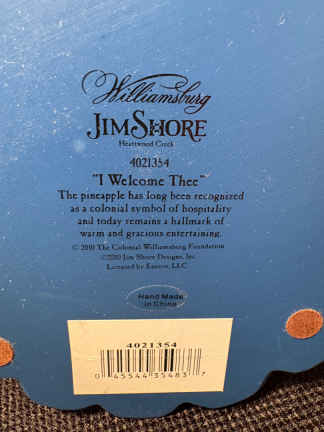 Williamsburg
JIM SHORE
Heartwood Creek
4021354
"I Welcome Thee"
The pineapple has long been recognized
as a colonial symbol of hospitality
and today remains a hallmark of
warm and gracious entertaining.
© 2010 The Colonial Williamsburg Foundation
©2010 Jim Shore Designs, Inc.
Licensed by Enesco, LLC
Hand Made
in China
4021354
0 45544 35483 7